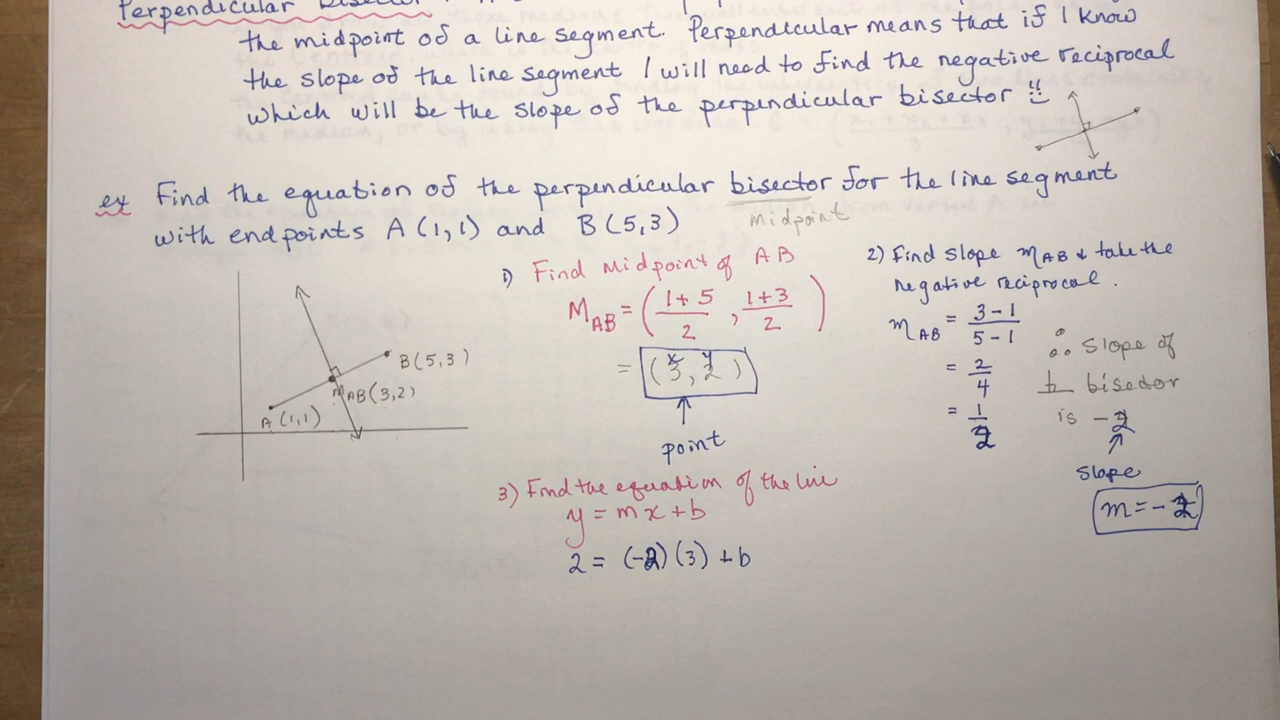 Perpendicular Bisector
the midpoint of a line segment. Perpendicular means that if I know
the slope of the line segment I will need to find the negative reciprocal
which will be the slope of the perpendicular bisector
ex Find the equation of the perpendicular bisector for the line segment
midpoint
with endpoints A(1,1) and B(5,3)
B(5,3)
MAB(3,2)
A(1,1)
1) Find Midpoint of AB
MAB = (1+5/2, 1+3/2)
= (3, 2)
x y
point
2) Find slope mAB & take the
negative reciprocal.
mAB = 3-1/5-1
= 2/4
= 1/2
∴ Slope of
⊥ bisector
is -2
slope
m = -2
3) Find the equation of the line
y = mx+b
2 = (-2)(3) + b